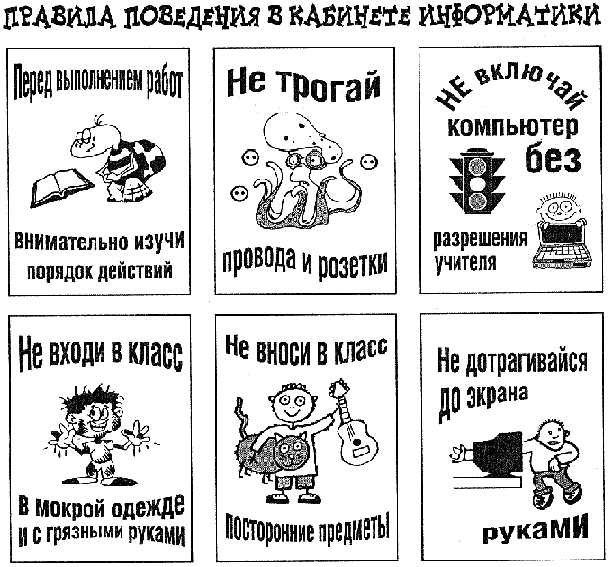 ПРАВИЛА ПОВЕДЕНИЯ В КАБИНЕТЕ ИНФОРМАТИКИ
Перед выполнением работ
внимательно изучи
порядок действий
Не трогай
провода и розетки
НЕ включай
компьютер
без
разрешения
учителя
Не входи в класс
в мокрой одежде
и с грязными руками
Не вноси в класс
посторонние предметы
Не дотрагивайся
до экрана
руками